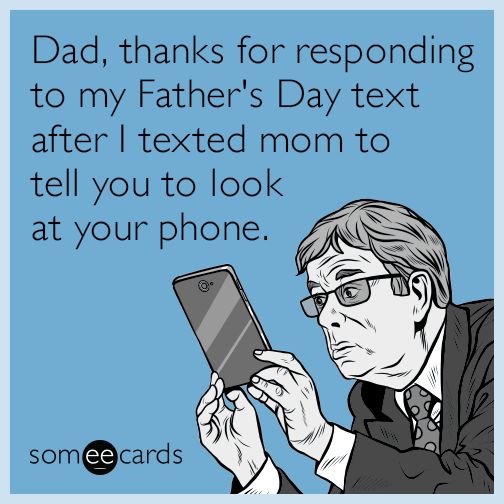 Dad, thanks for responding
to my Father's Day text
after I texted mom to
tell you to look
at your phone.
someecards